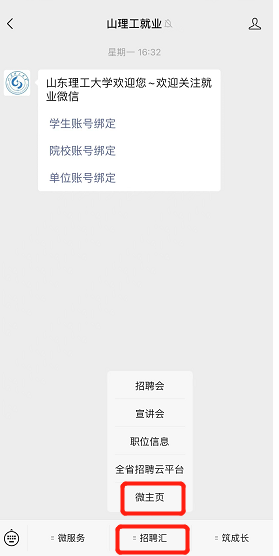 山理工就业
星期一 16:32
山东理工大学欢迎您~欢迎关注就
业微信
学生账号绑定
院校账号绑定
单位账号绑定
招聘会
宣讲会
职位信息
全省招聘云平台
微主页
微服务
招聘汇
筑成长